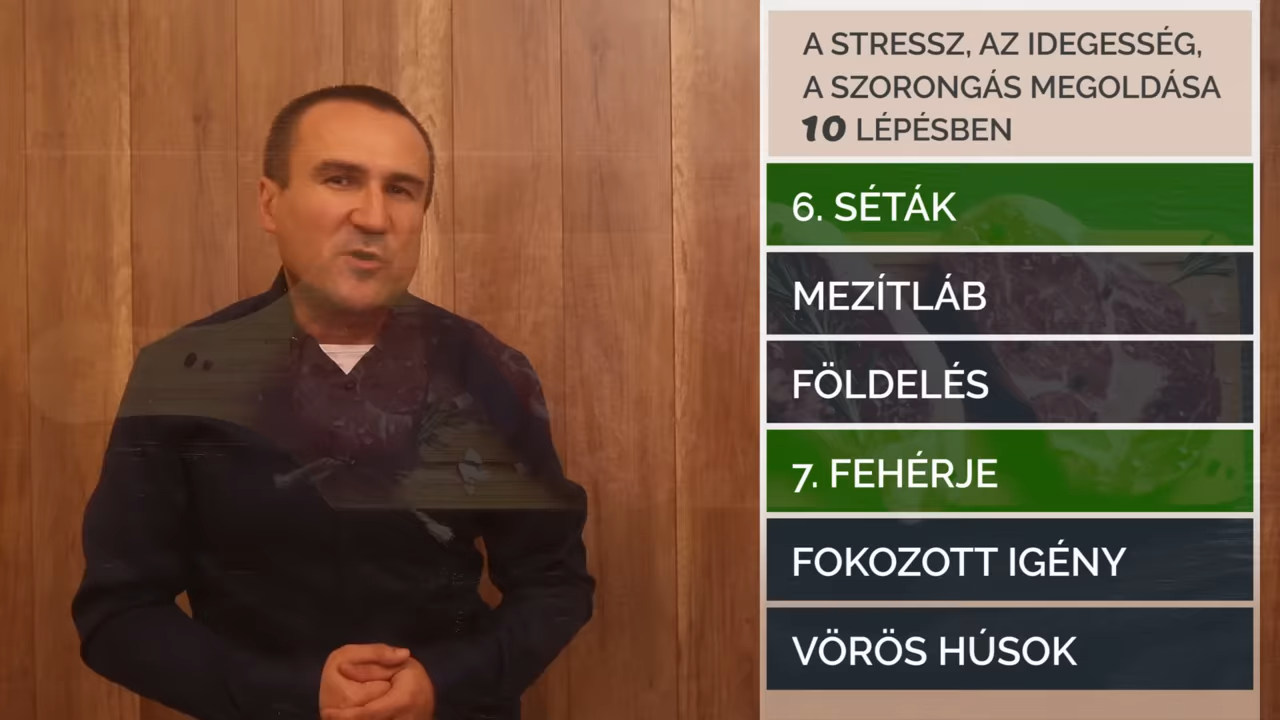 A STRESSZ, AZ IDEGESSÉG,
A SZORONGÁS MEGOLDÁSA
10 LÉPÉSBEN
6. SÉTÁK
MEZÍTLÁB
FÖLDELÉS
7. FEHÉRJE
FOKOZOTT IGÉNY
VÖRÖS HÚSOK